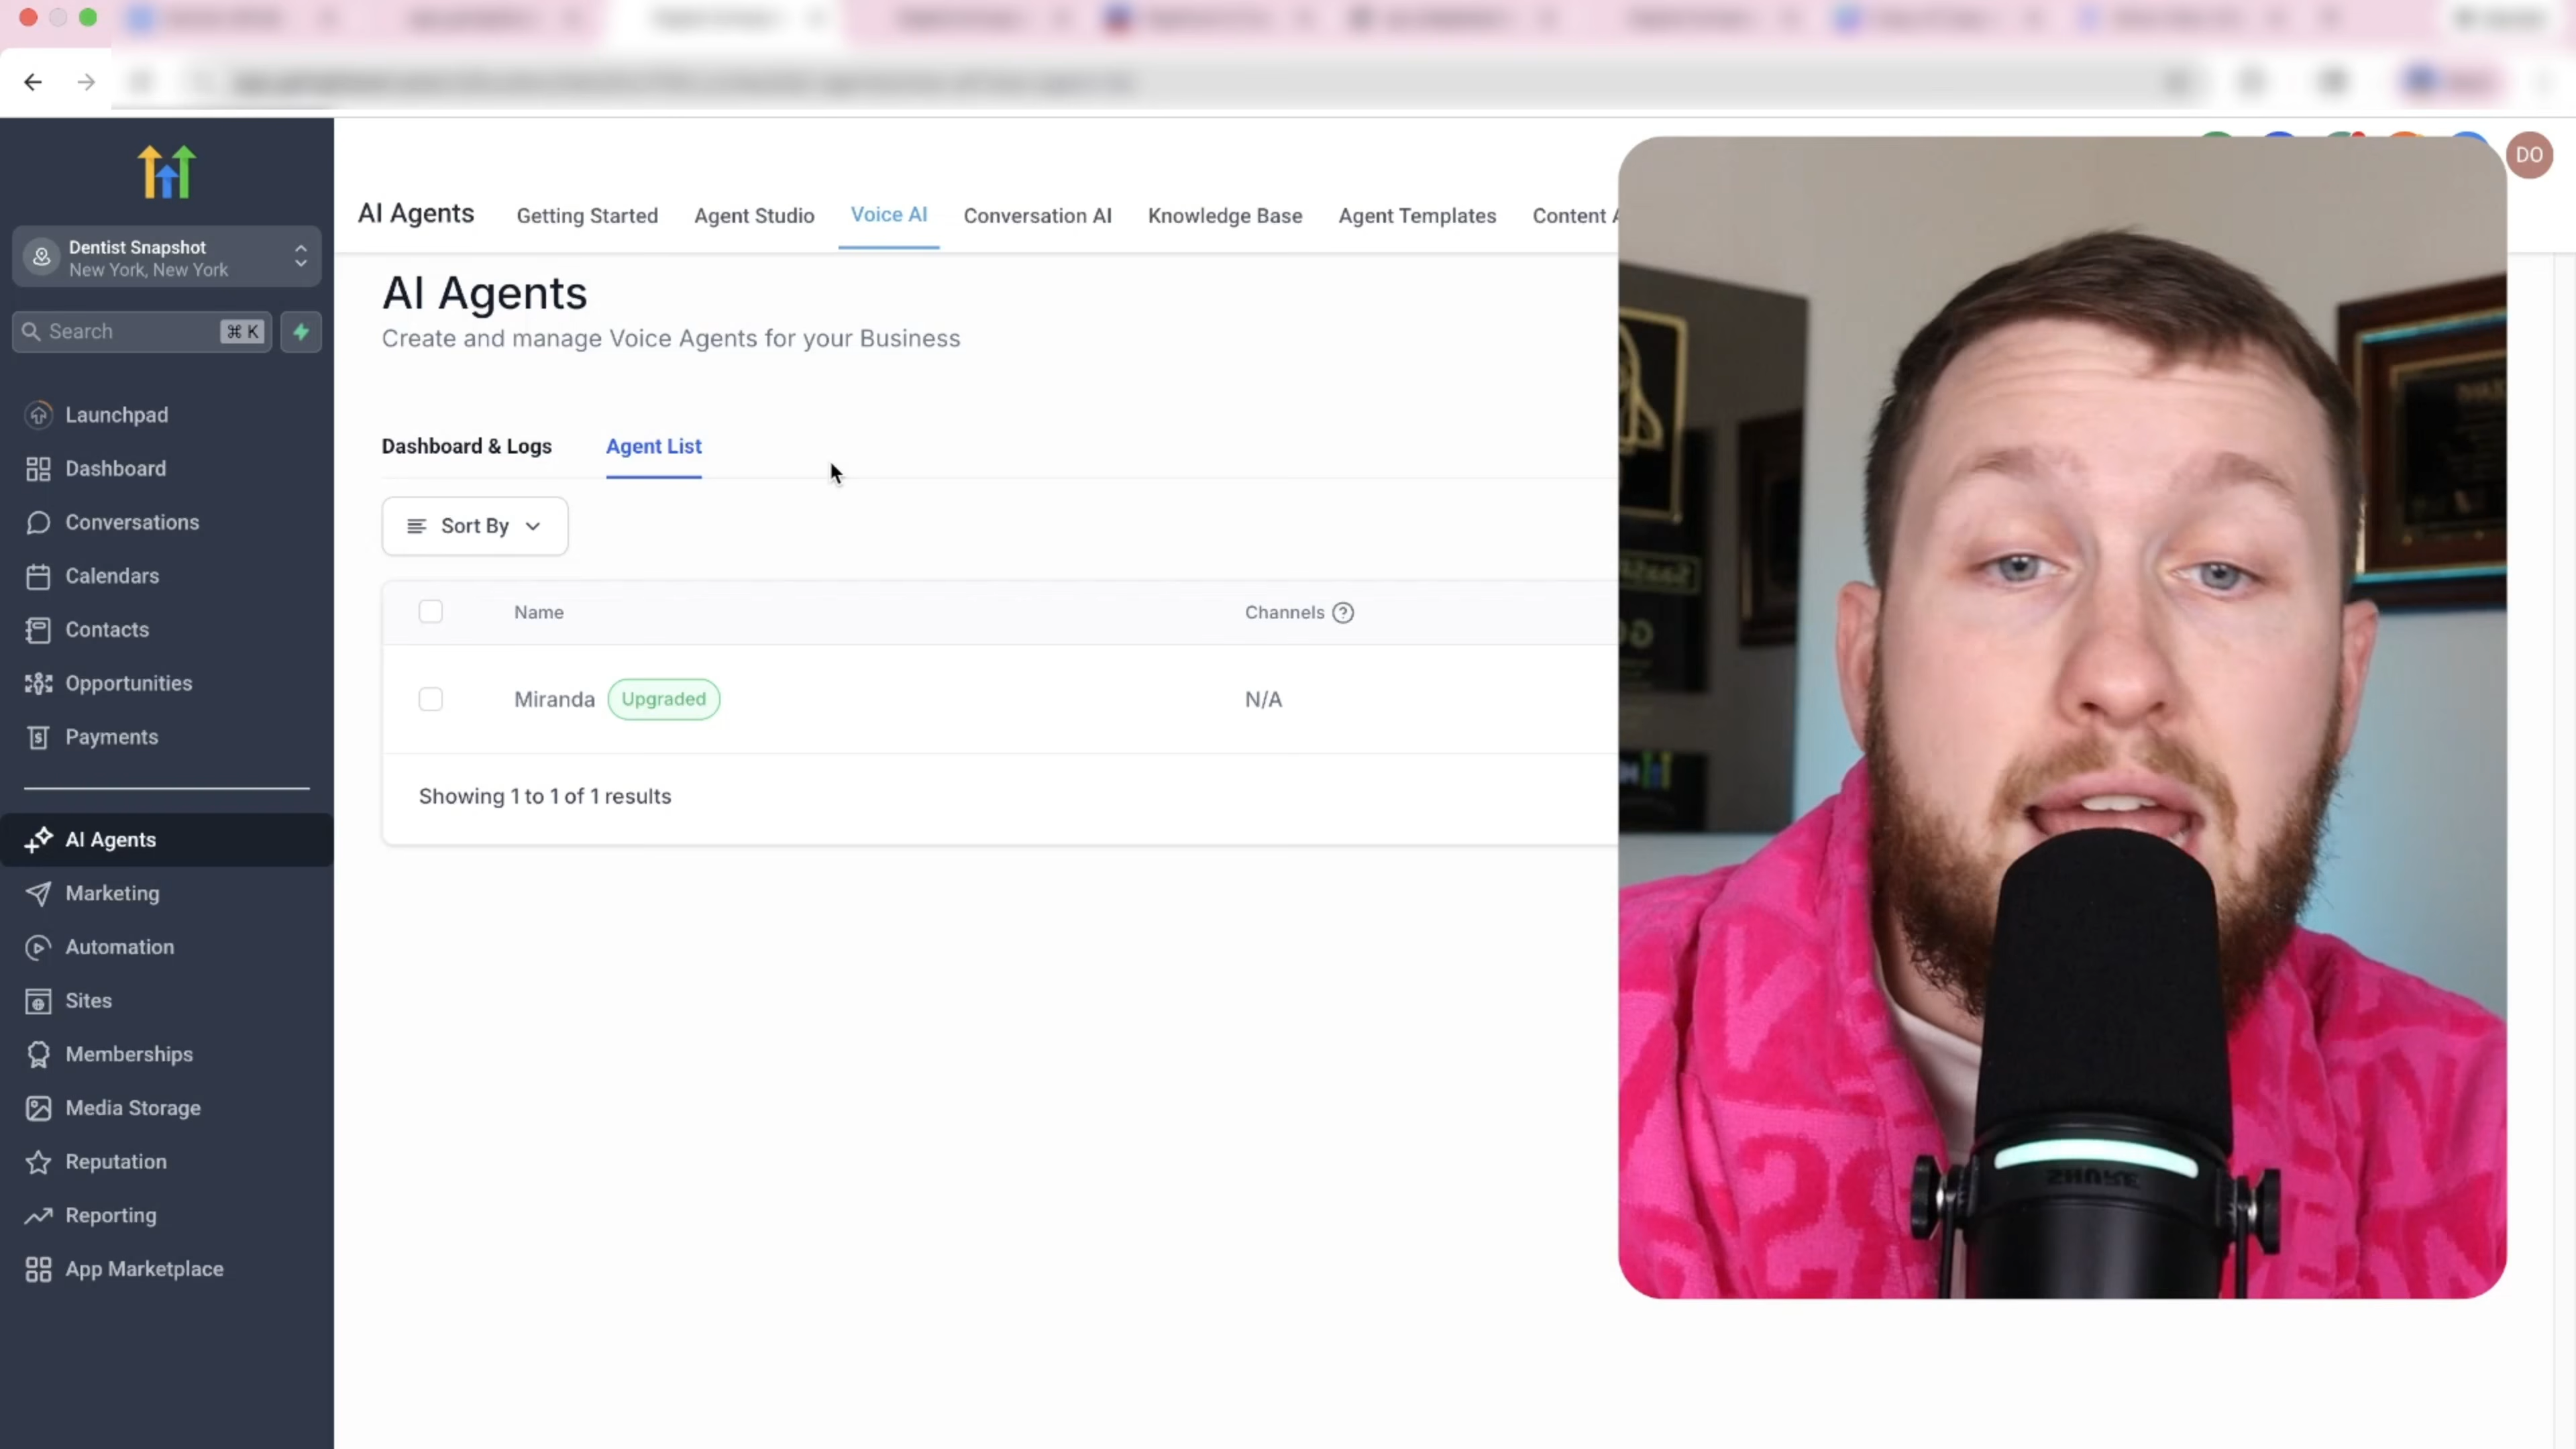 DO
AI Agents
Getting Started
Agent Studio
Voice AI
Conversation AI
Knowledge Base
Agent Templates
Content A
Dentist Snapshot
New York, New York
Search
⌘ K
Launchpad
Dashboard
Conversations
Calendars
Contacts
Opportunities
Payments
AI Agents
Marketing
Automation
Sites
Memberships
Media Storage
Reputation
Reporting
App Marketplace
AI Agents
Create and manage Voice Agents for your Business
Dashboard & Logs
Agent List
Sort By
Name
Channels ?
Miranda
Upgraded
N/A
Showing 1 to 1 of 1 results
SHURE